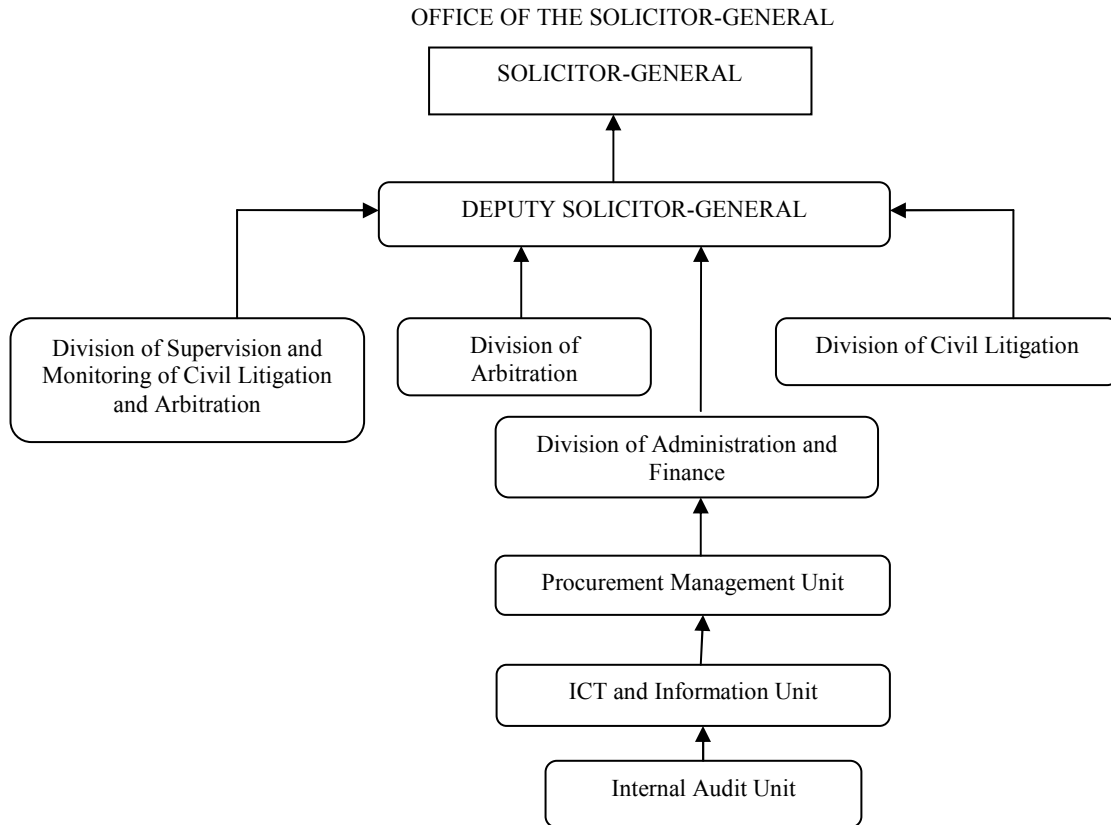 OFFICE OF THE SOLICITOR-GENERAL
SOLICITOR-GENERAL
DEPUTY SOLICITOR-GENERAL
Division of Supervision and
Monitoring of Civil Litigation
and Arbitration
Division of
Arbitration
Division of Civil Litigation
Division of Administration and
Finance
Procurement Management Unit
ICT and Information Unit
Internal Audit Unit